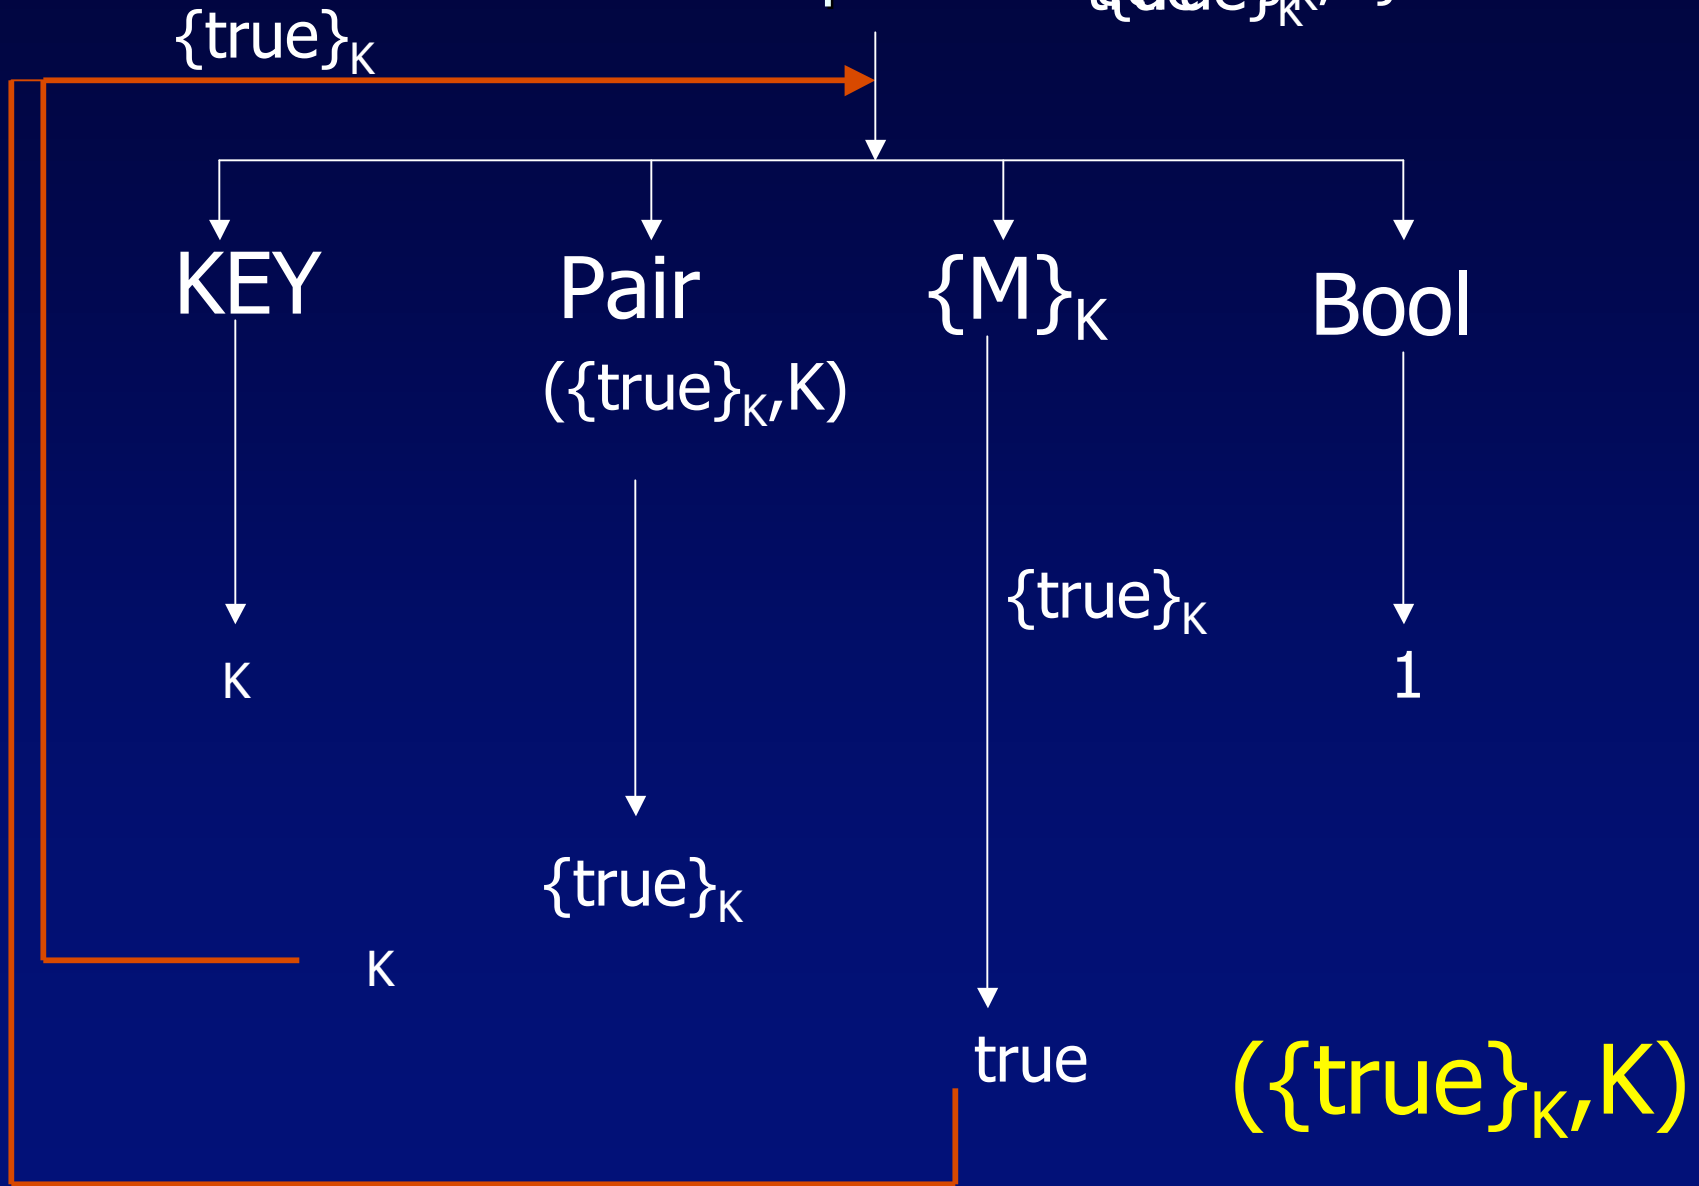 {true}K
KEY Pair {M}K Bool
({true}K,K)
{true}K
K 1
{true}K
K
true ({true}K,K)